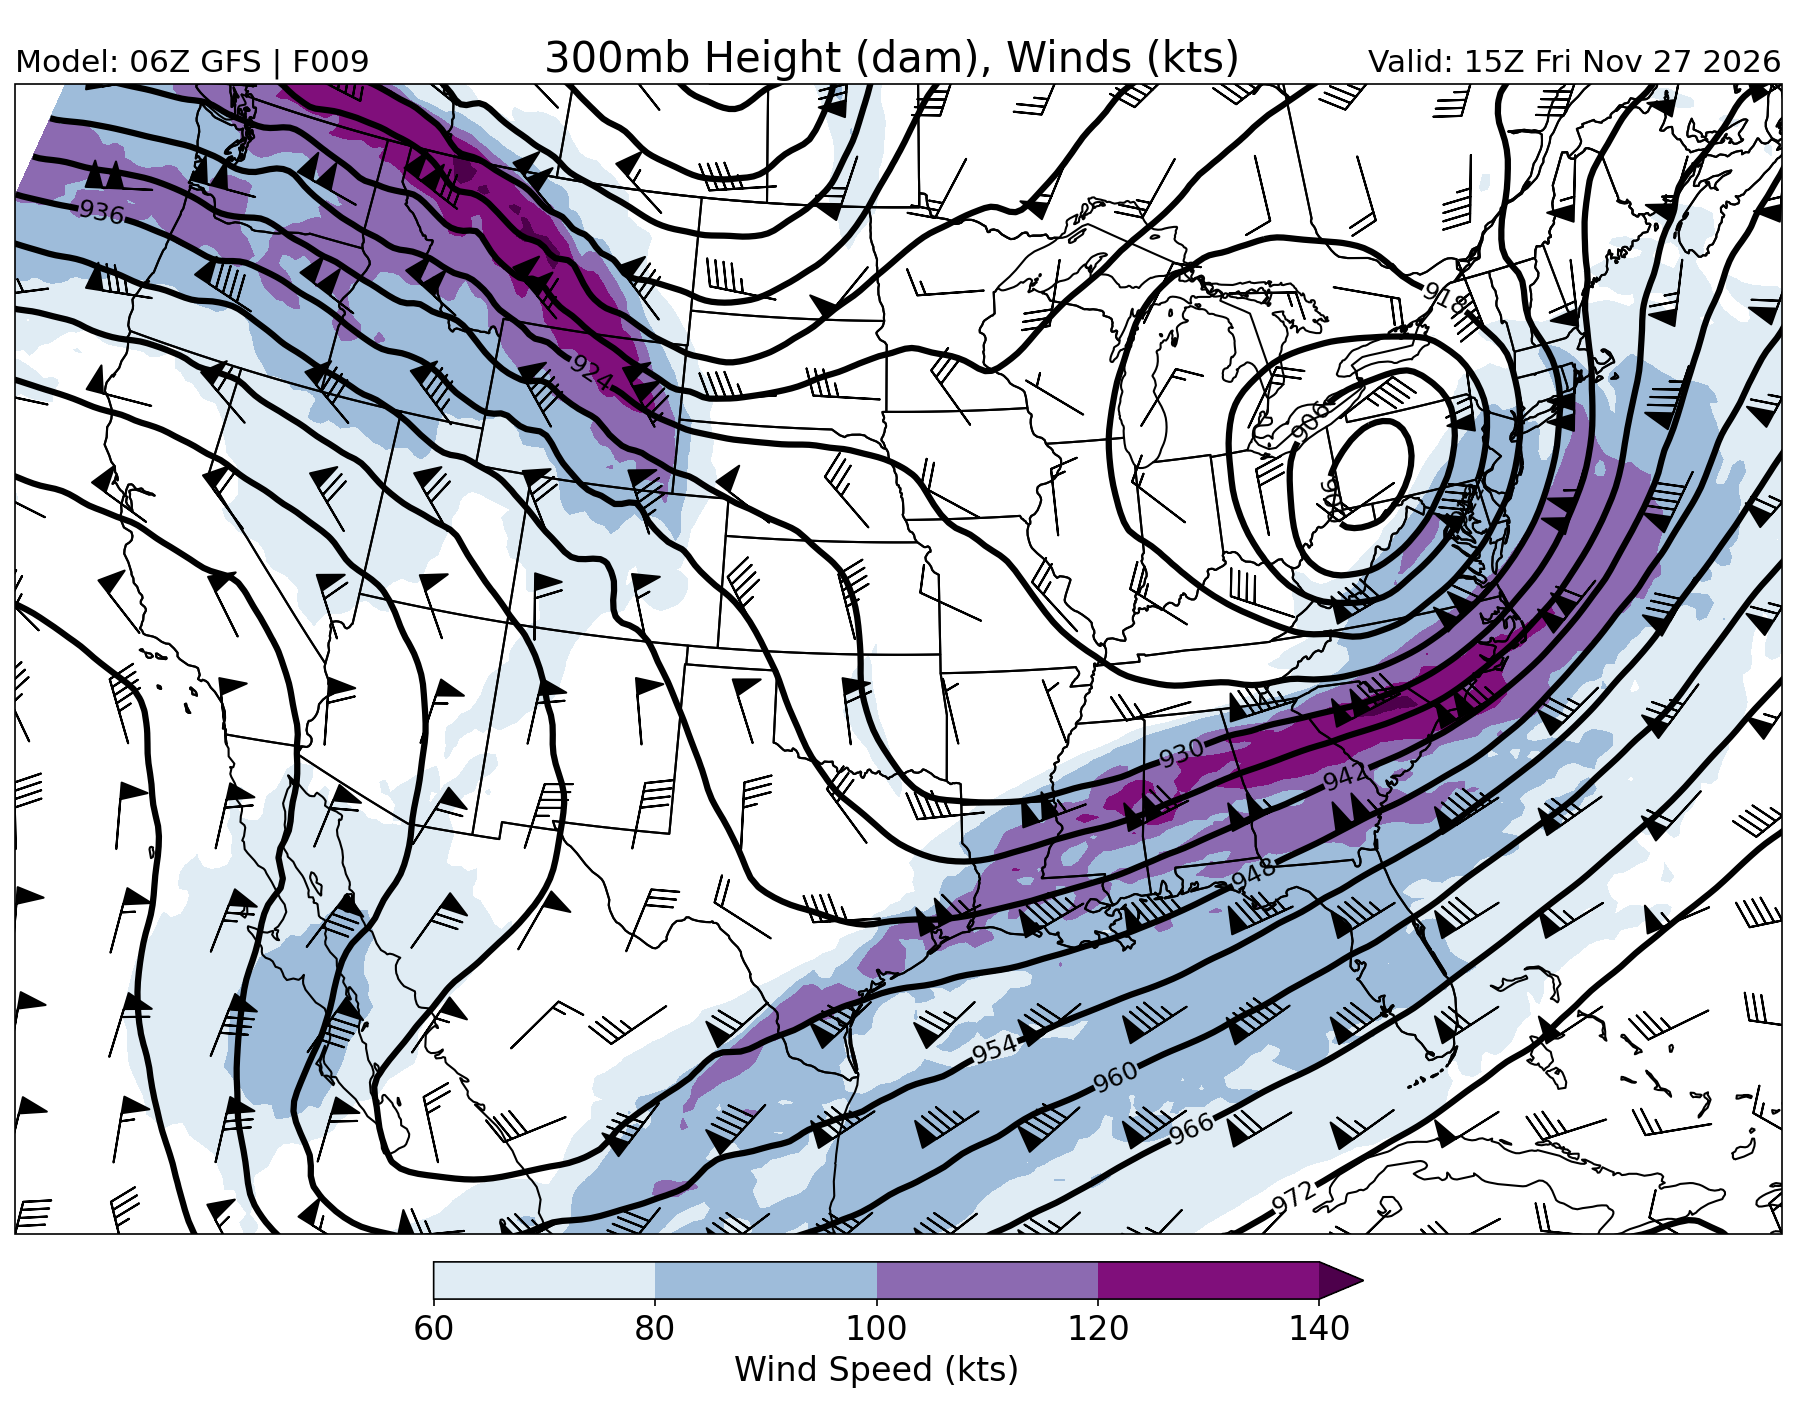 Model: 06Z GFS | F009
300mb Height (dam), Winds (kts)
Valid: 15Z Fri Nov 27 2026
936
918
924
906
906
930
942
948
954
960
966
972
60 80 100 120 140
Wind Speed (kts)